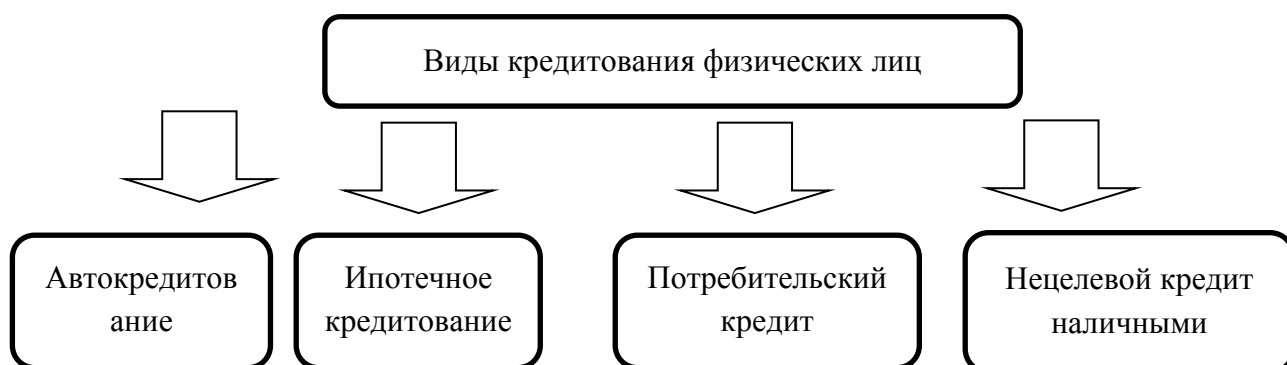 Виды кредитования физических лиц
Автокредитов
ание
Ипотечное
кредитование
Потребительский
кредит
Нецелевой кредит
наличными